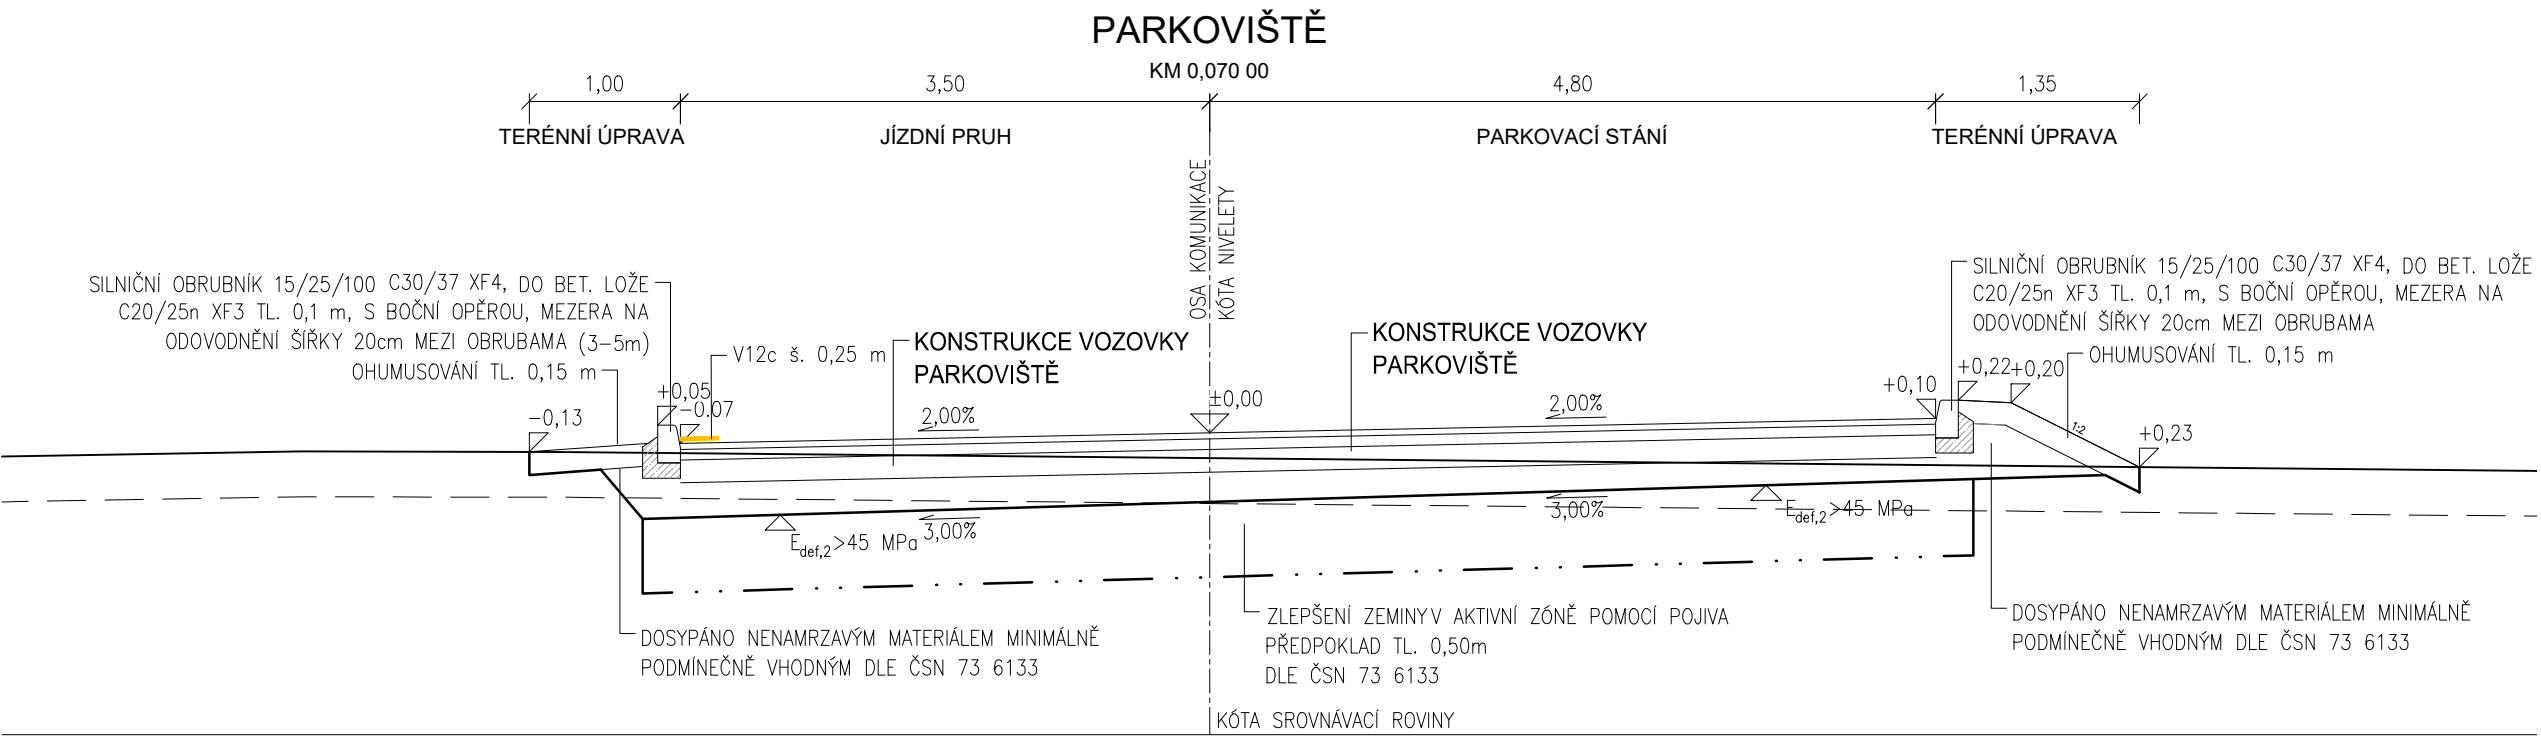 PARKOVIŠTĚ
KM 0,070 00
1,00
3,50
4,80
1,35
TERÉNNÍ ÚPRAVA
JÍZDNÍ PRUH
PARKOVACÍ STÁNÍ
TERÉNNÍ ÚPRAVA
OSA KOMUNIKACE
KÓTA NIVELETY
SILNIČNÍ OBRUBNÍK 15/25/100 C30/37 XF4, DO BET. LOŽE
C20/25n XF3 TL. 0,1 m, S BOČNÍ OPĚROU, MEZERA NA
ODOVODNĚNÍ ŠÍŘKY 20cm MEZI OBRUBAMA (3–5m)
OHUMUSOVÁNÍ TL. 0,15 m
V12c š. 0,25 m
KONSTRUKCE VOZOVKY
PARKOVIŠTĚ
KONSTRUKCE VOZOVKY
PARKOVIŠTĚ
SILNIČNÍ OBRUBNÍK 15/25/100 C30/37 XF4, DO BET. LOŽE
C20/25n XF3 TL. 0,1 m, S BOČNÍ OPĚROU, MEZERA NA
ODOVODNĚNÍ ŠÍŘKY 20cm MEZI OBRUBAMA
OHUMUSOVÁNÍ TL. 0,15 m
−0,13
+0,05
−0.07
2,00%
±0,00
2,00%
+0,10
+0,22
+0,20
1:2
+0,23
Edef,2>45 MPa
3,00%
3,00%
Edef,2>45 MPa
DOSYPÁNO NENAMRZAVÝM MATERIÁLEM MINIMÁLNĚ
PODMÍNEČNĚ VHODNÝM DLE ČSN 73 6133
ZLEPŠENÍ ZEMINY V AKTIVNÍ ZÓNĚ POMOCÍ POJIVA
PŘEDPOKLAD TL. 0,50m
DLE ČSN 73 6133
DOSYPÁNO NENAMRZAVÝM MATERIÁLEM MINIMÁLNĚ
PODMÍNEČNĚ VHODNÝM DLE ČSN 73 6133
KÓTA SROVNÁVACÍ ROVINY